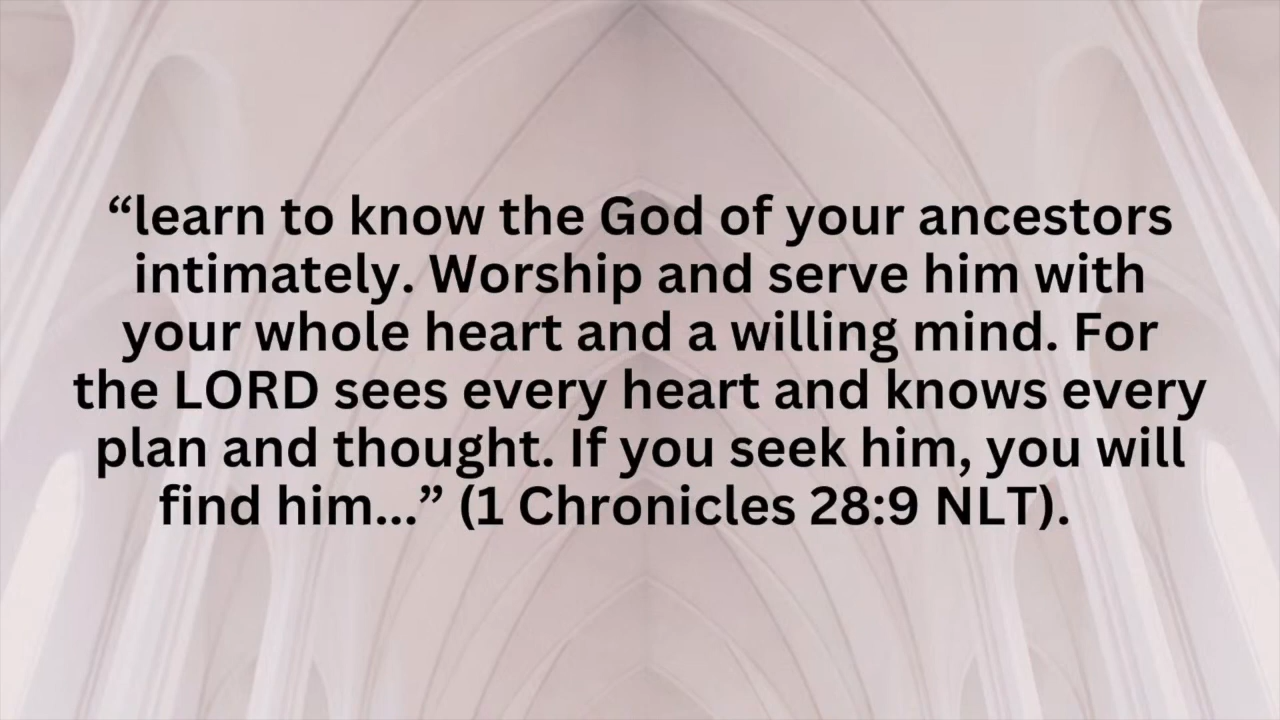 “learn to know the God of your ancestors
intimately. Worship and serve him with
your whole heart and a willing mind. For
the LORD sees every heart and knows every
plan and thought. If you seek him, you will
find him...” (1 Chronicles 28:9 NLT).